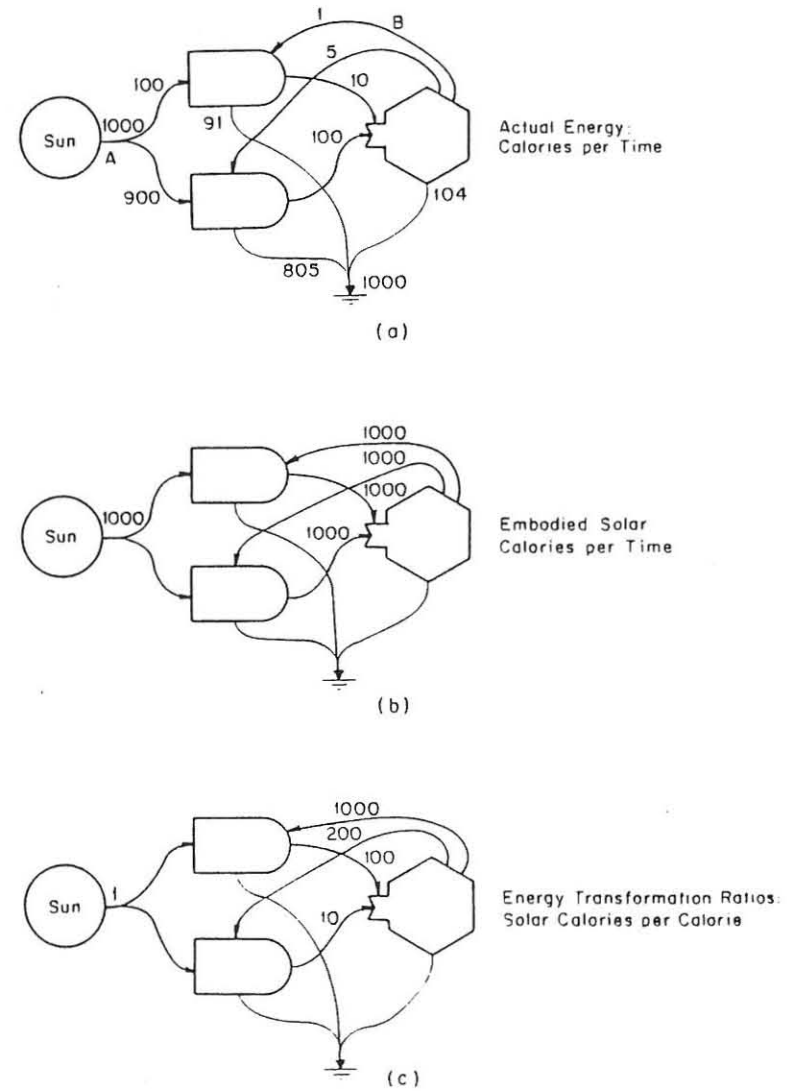 1
B
5
100
10
Sun
1000
A
91
100
Actual Energy:
Calories per Time
900
104
805
1000
(a)
1000
1000
1000
1000
Sun
1000
Embodied Solar
Calories per Time
(b)
1000
200
100
Sun
1
10
Energy Transformation Ratios:
Solar Calories per Calorie
(c)